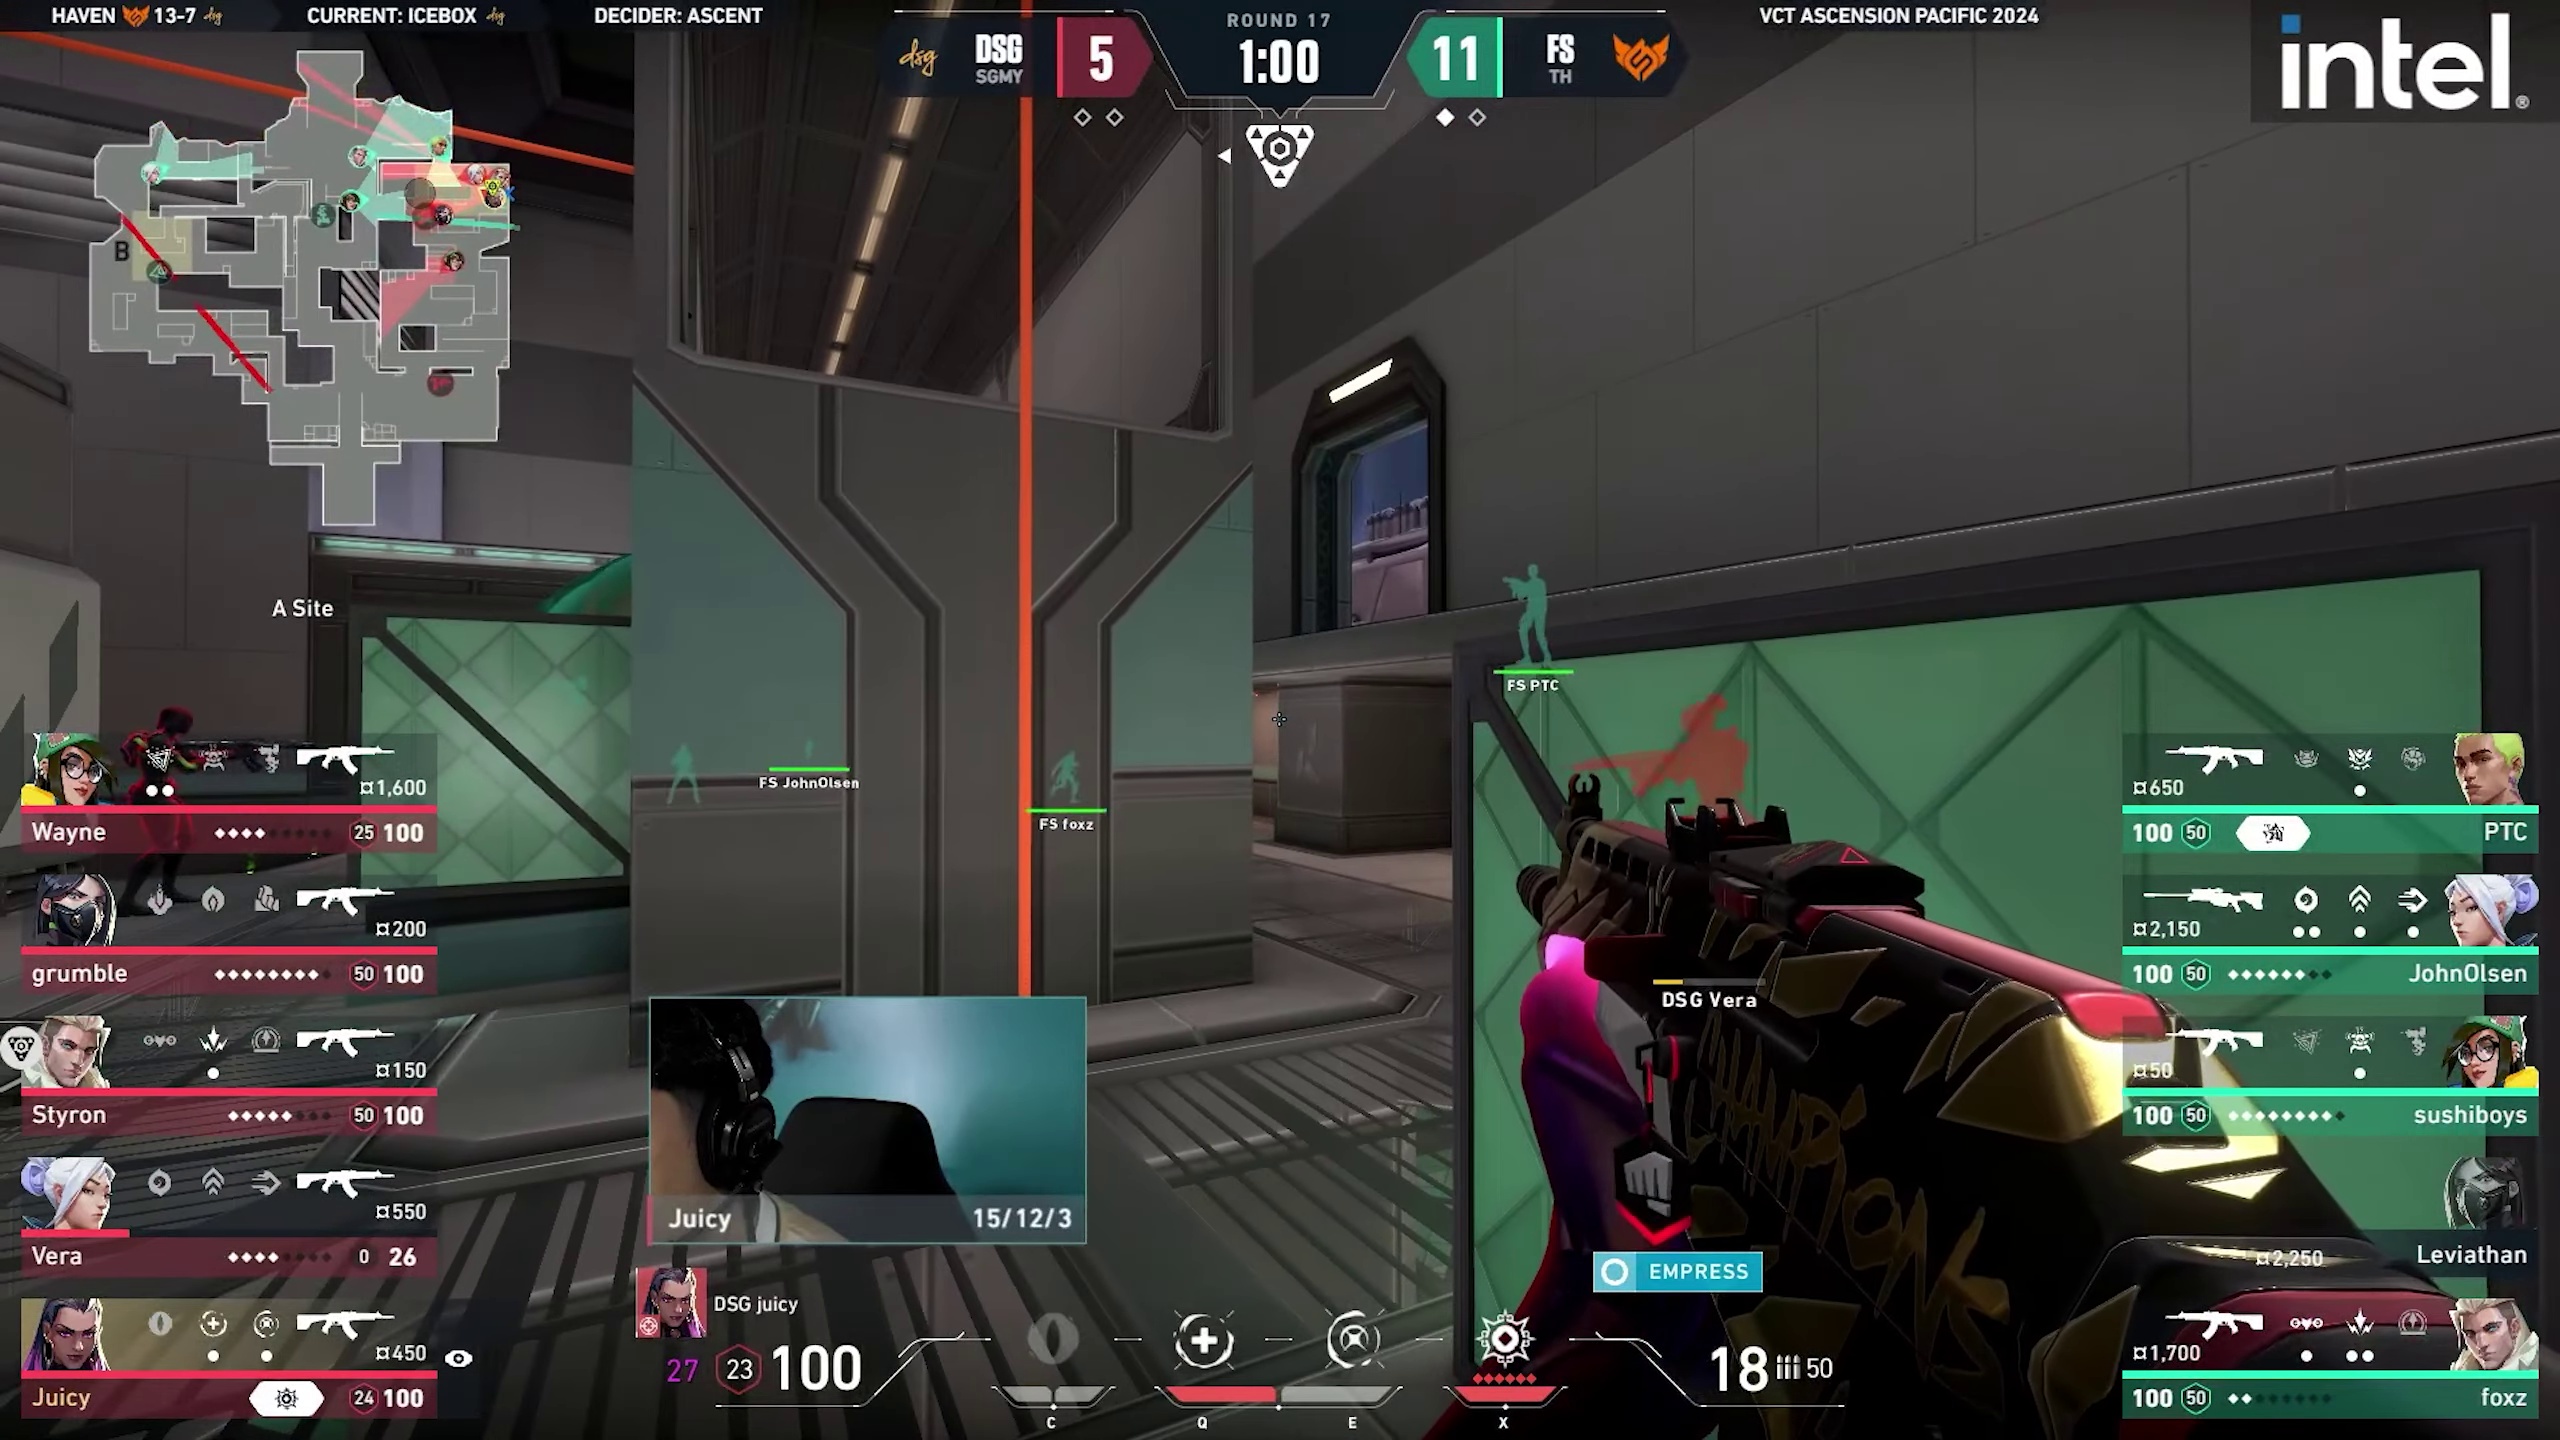 HAVEN 13-7 dsg
CURRENT: ICEBOX dsg
DECIDER: ASCENT
dsg
DSG
SGMY
5
ROUND 17
1:00
11
FS
TH
VCT ASCENSION PACIFIC 2024
intel®
B
A Site
FS PTC
FS JohnOlsen
FS foxz
DSG Vera
CHAMPIONS
1,600
Wayne 25 100
200
grumble 50 100
150
Styron 50 100
550
Vera 0 26
450
Juicy 24 100
650
100 50 PTC
2,150
100 50 JohnOlsen
50
100 50 sushiboys
2,250 Leviathan
1,700
100 50 foxz
Juicy 15/12/3
DSG juicy
27 23 100
C
Q
E
X
EMPRESS
18 50